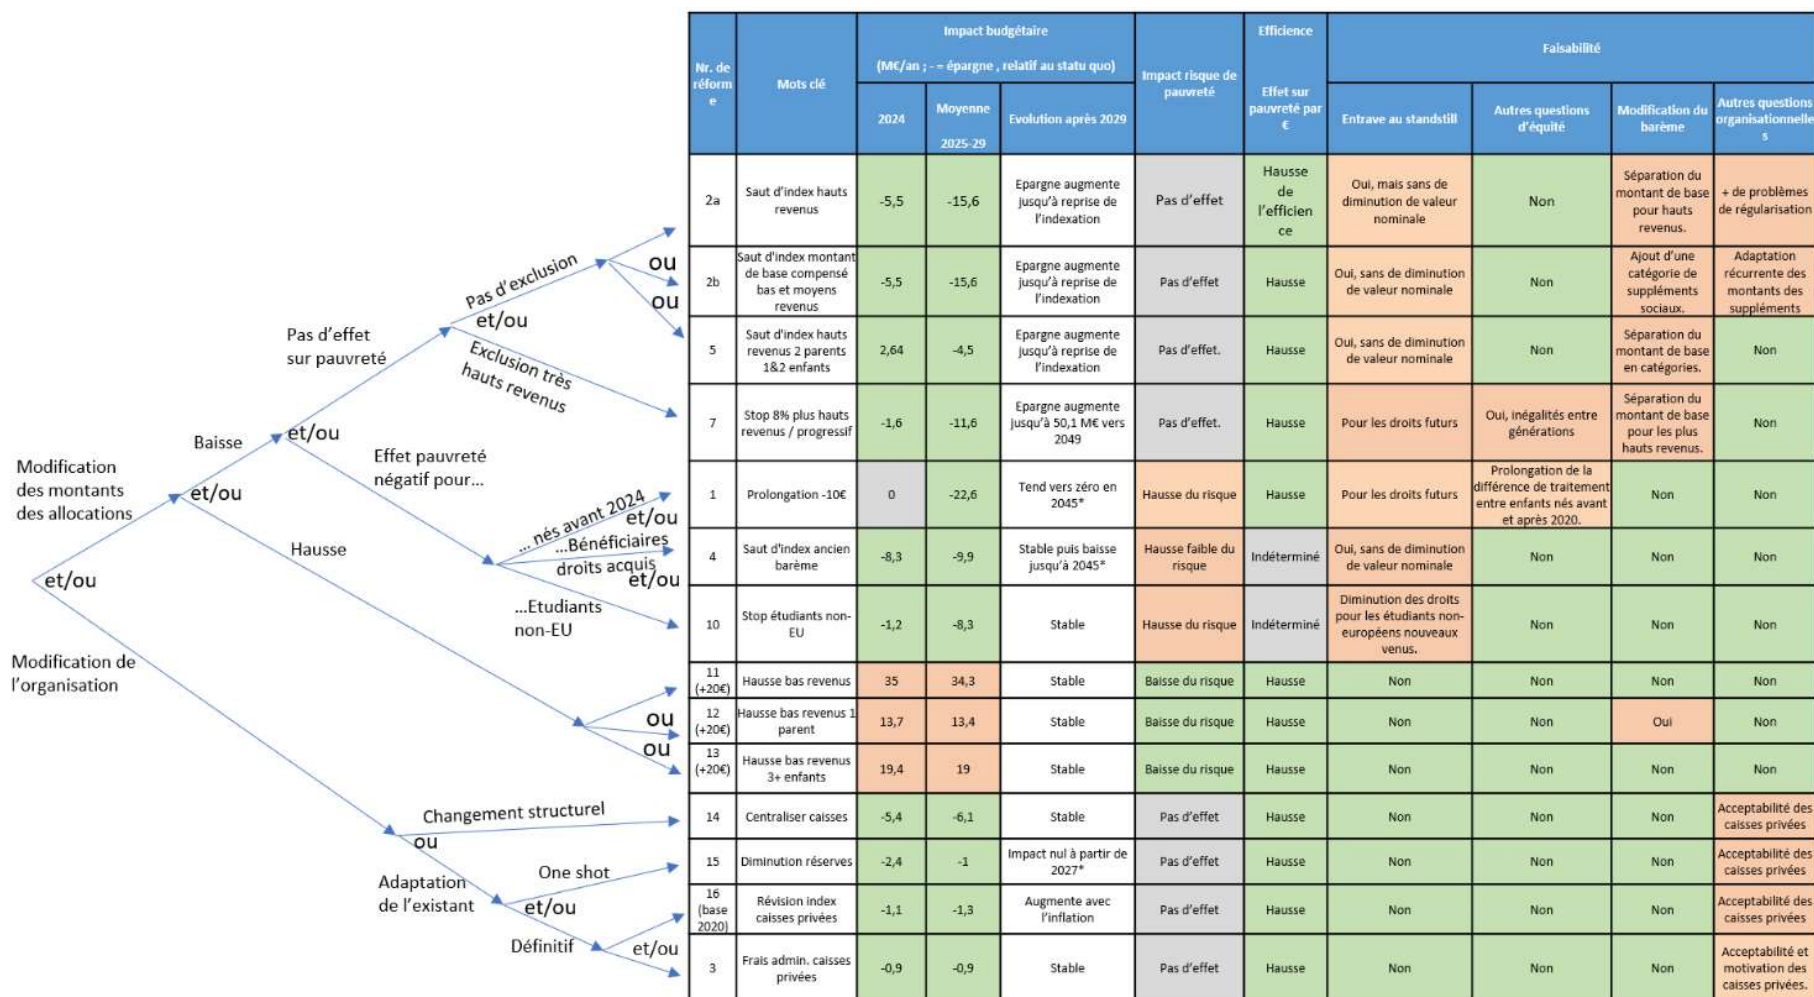 Modification
des montants
des allocations
et/ou
Modification de
l'organisation
Baisse
et/ou
Hausse
Pas d'effet
sur pauvreté
et/ou
Effet pauvreté
négatif pour...
Pas d'exclusion
et/ou
Exclusion très
hauts revenus
ou
ou
... nés avant 2024
et/ou
...Bénéficiaires
droits acquis
et/ou
...Etudiants
non-EU
ou
ou
Changement structurel
ou
Adaptation
de l'existant
One shot
et/ou
Définitif
et/ou
Nr. de
réform
e
Mots clé
Impact budgétaire
(M€/an ; - = épargne , relatif au statu quo)
2024
Moyenne
2025-29
Evolution après 2029
Impact risque de
pauvreté
Efficience
Effet sur
pauvreté par
€
Faisabilité
Entrave au standstill
Autres questions
d'équité
Modification du
barème
Autres questions
organisationnelle
s
2a
Saut d'index hauts
revenus
-5,5
-15,6
Epargne augmente
jusqu'à reprise de
l'indexation
Pas d'effet
Hausse
de
l'efficien
ce
Oui, mais sans de
diminution de valeur
nominale
Non
Séparation du
montant de base
pour hauts
revenus.
+ de problèmes
de régularisation
2b
Saut d'index montant
de base compensé
bas et moyens
revenus
-5,5
-15,6
Epargne augmente
jusqu'à reprise de
l'indexation
Pas d'effet
Hausse
Oui, sans de diminution
de valeur nominale
Non
Ajout d'une
catégorie de
suppléments
sociaux.
Adaptation
récurrente des
montants des
suppléments
5
Saut d'index hauts
revenus 2 parents
1&2 enfants
2,64
-4,5
Epargne augmente
jusqu'à reprise de
l'indexation
Pas d'effet.
Hausse
Oui, sans de diminution
de valeur nominale
Non
Séparation du
montant de base
en catégories.
Non
7
Stop 8% plus hauts
revenus / progressif
-1,6
-11,6
Epargne augmente
jusqu'à 50,1 M€ vers
2049
Pas d'effet.
Hausse
Pour les droits futurs
Oui, inégalités entre
générations
Séparation du
montant de base
pour les plus
hauts revenus.
Non
1
Prolongation -10€
0
-22,6
Tend vers zéro en
2045*
Hausse du risque
Hausse
Pour les droits futurs
Prolongation de la
différence de traitement
entre enfants nés avant
et après 2020.
Non
Non
4
Saut d'index ancien
barème
-8,3
-9,9
Stable puis baisse
jusqu'à 2045*
Hausse faible du
risque
Indéterminé
Oui, sans de diminution
de valeur nominale
Non
Non
Non
10
Stop étudiants non-
EU
-1,2
-8,3
Stable
Hausse du risque
Indéterminé
Diminution des droits
pour les étudiants non-
européens nouveaux
venus.
Non
Non
Non
11
(+20€)
Hausse bas revenus
35
34,3
Stable
Baisse du risque
Hausse
Non
Non
Non
Non
12
(+20€)
Hausse bas revenus 1
parent
13,7
13,4
Stable
Baisse du risque
Hausse
Non
Non
Oui
Non
13
(+20€)
Hausse bas revenus
3+ enfants
19,4
19
Stable
Baisse du risque
Hausse
Non
Non
Non
Non
14
Centraliser caisses
-5,4
-6,1
Stable
Pas d'effet
Hausse
Non
Non
Non
Acceptabilité des
caisses privées
15
Diminution réserves
-2,4
-1
Impact nul à partir de
2027*
Pas d'effet
Hausse
Non
Non
Non
Acceptabilité des
caisses privées
16
(base
2020)
Révision index
caisses privées
-1,1
-1,3
Augmente avec
l'inflation
Pas d'effet
Hausse
Non
Non
Non
Acceptabilité des
caisses privées
3
Frais admin. caisses
privées
-0,9
-0,9
Stable
Pas d'effet
Hausse
Non
Non
Non
Acceptabilité et
motivation des
caisses privées.